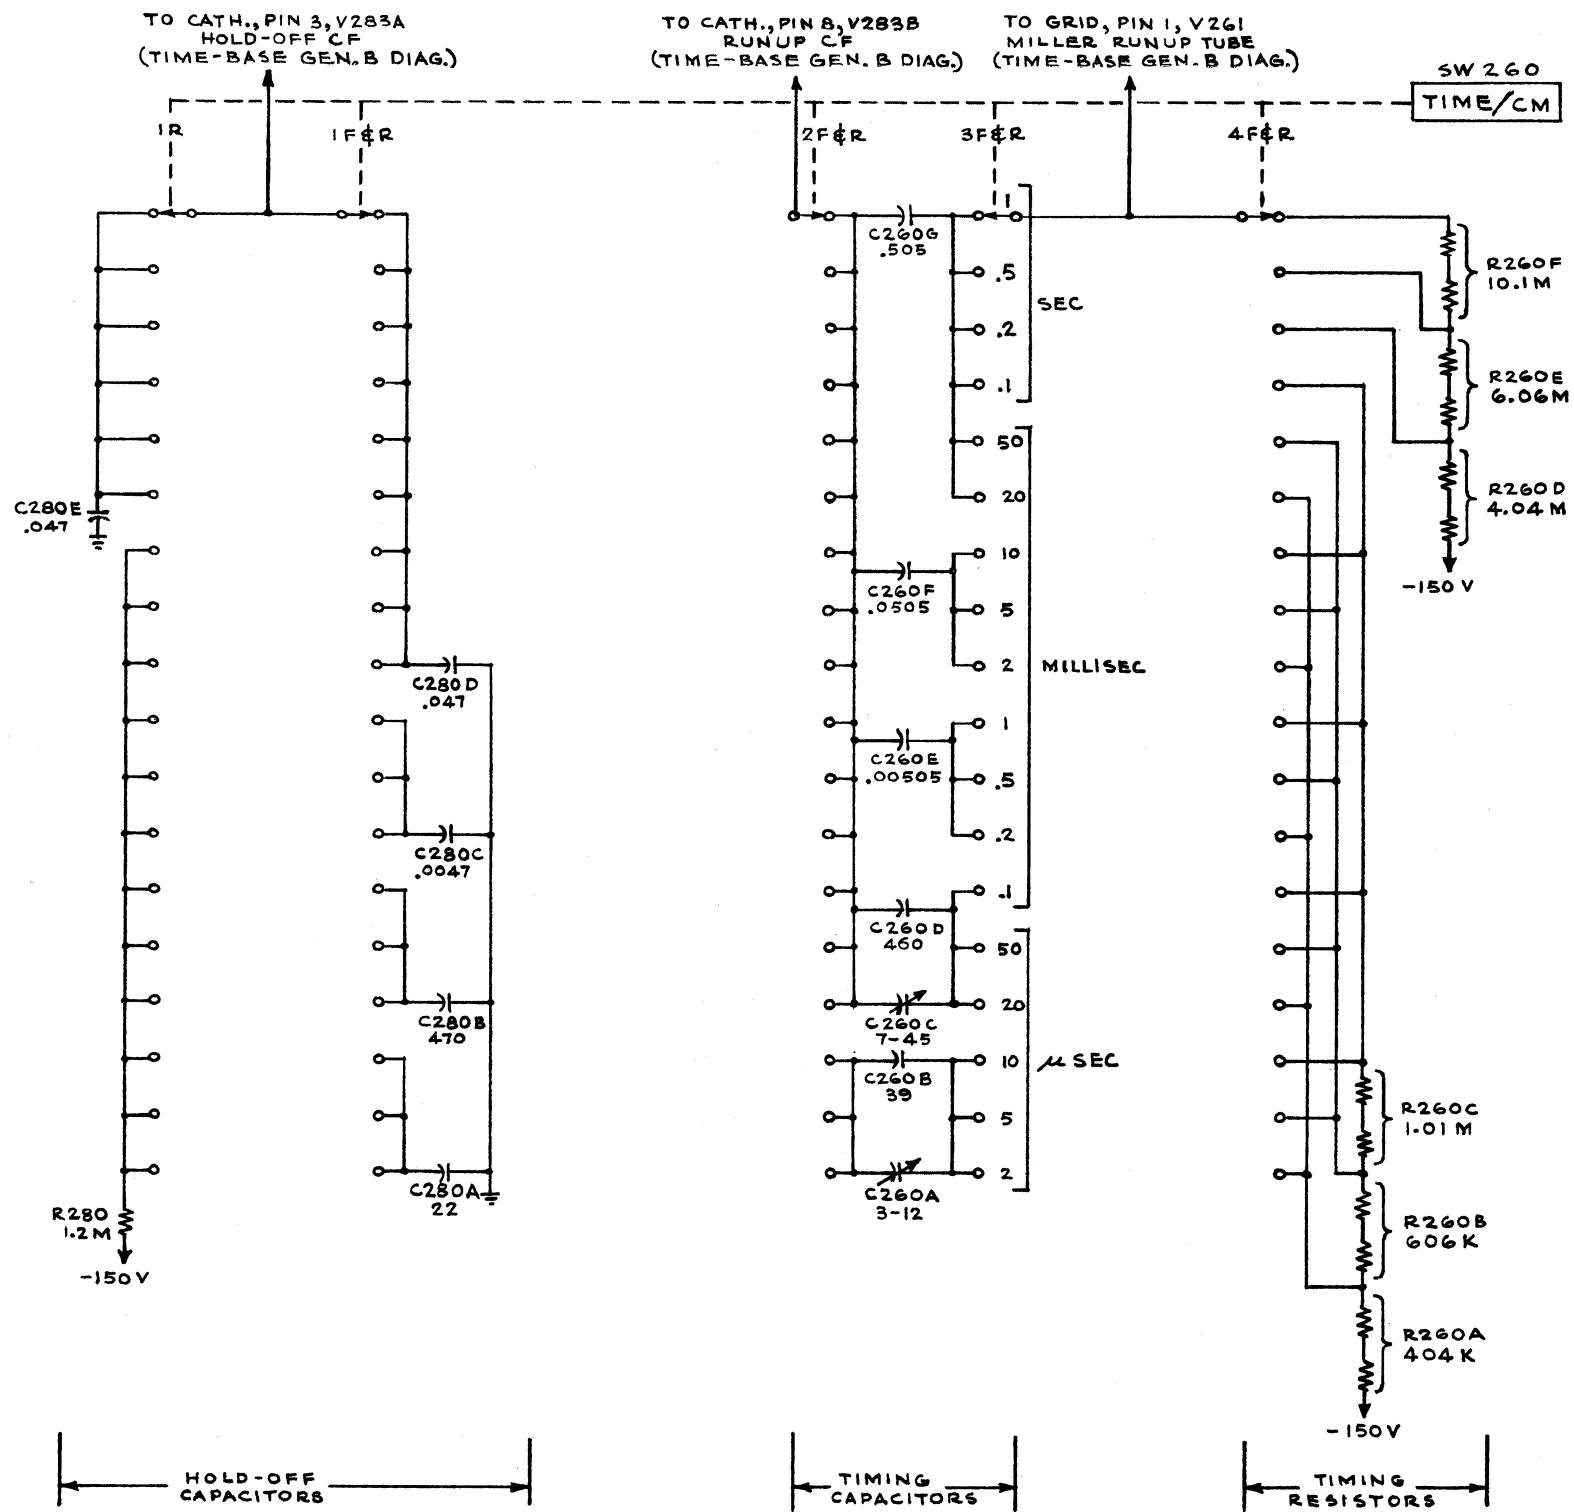 TO CATH., PIN 3, V283A
HOLD-OFF CF
(TIME-BASE GEN. B DIAG.)
TO CATH., PIN 8, V283B
RUNUP CF
(TIME-BASE GEN. B DIAG.)
TO GRID, PIN 1, V261
MILLER RUNUP TUBE
(TIME-BASE GEN. B DIAG.)
SW 260
TIME/CM
1R
1F&R
2F&R
3F&R
4F&R
C260G
.505
1
.5
.2
.1
SEC
50
20
10
5
2
1
.5
.2
.1
MILLISEC
50
20
10
5
2
µ SEC
R260F
10.1M
R260E
6.06M
R260D
4.04M
-150V
C280E
.047
C260F
.0505
C280D
.047
C260E
.00505
C280C
.0047
C260D
460
C280B
470
C260C
7-45
C260B
39
C280A
22
C260A
3-12
R260C
1.01M
R280
1.2M
-150V
R260B
606K
R260A
404K
-150V
HOLD-OFF
CAPACITORS
TIMING
CAPACITORS
TIMING
RESISTORS